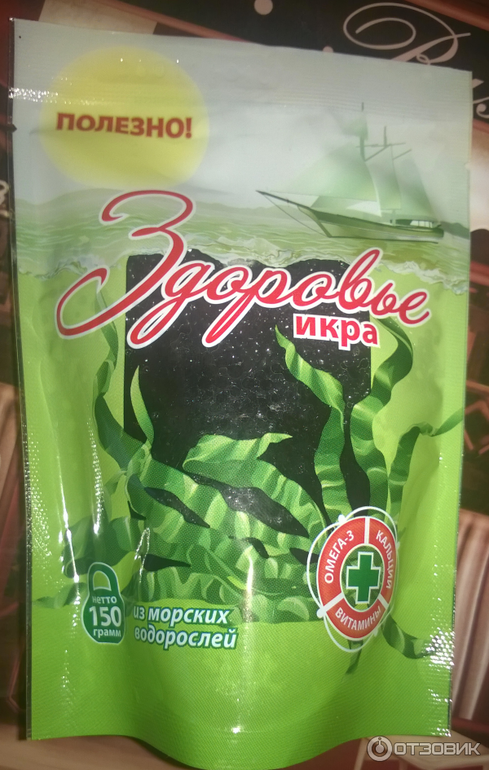 ПОЛЕЗНО!
Здоровье
икра
ОМЕГА-3
КАЛЬЦИЙ
ВИТАМИНЫ
нетто
150
грамм
из морских
водорослей
ОТЗОВИК